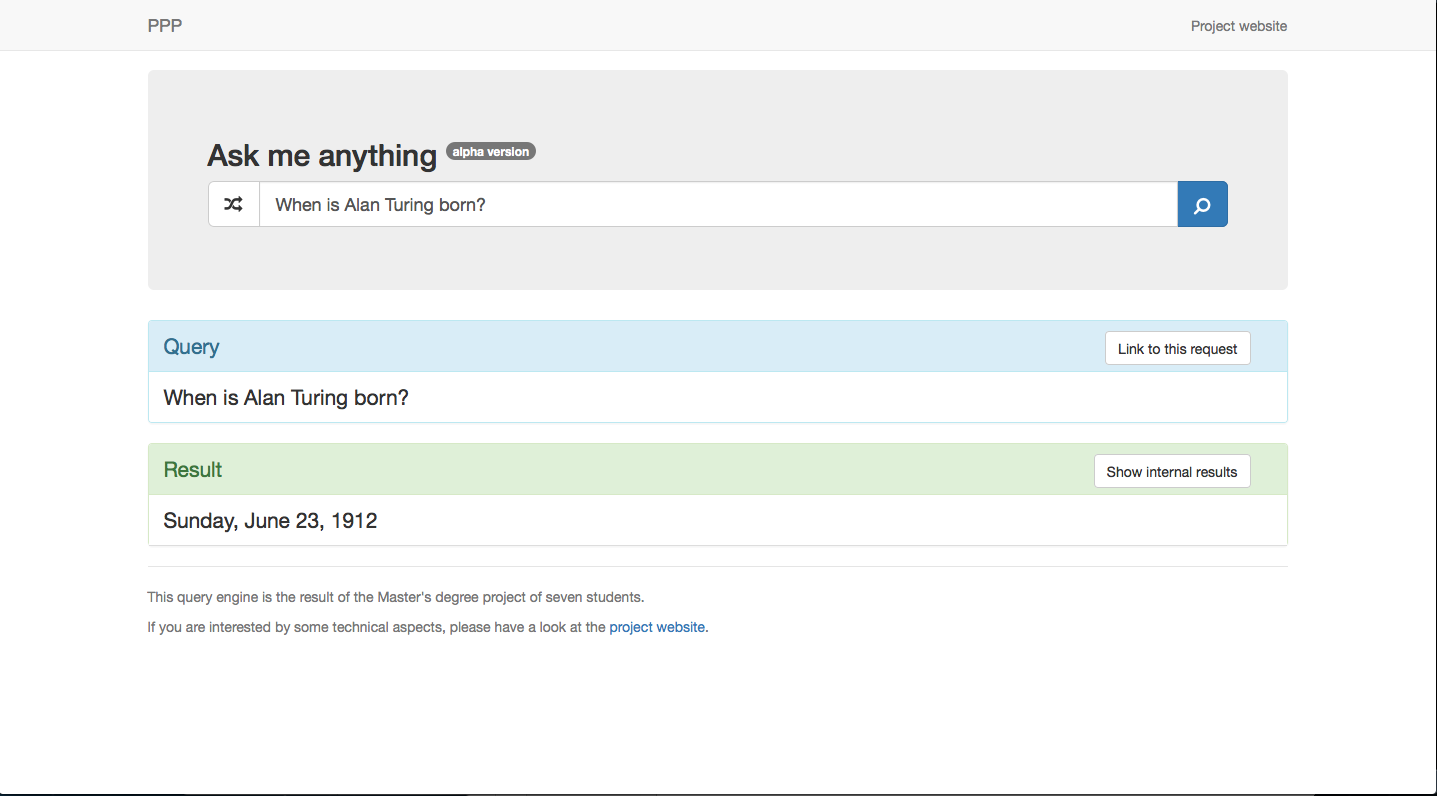 PPP
Project website
Ask me anything alpha version
When is Alan Turing born?
Query
Link to this request
When is Alan Turing born?
Result
Show internal results
Sunday, June 23, 1912
This query engine is the result of the Master's degree project of seven students.
If you are interested by some technical aspects, please have a look at the project website.